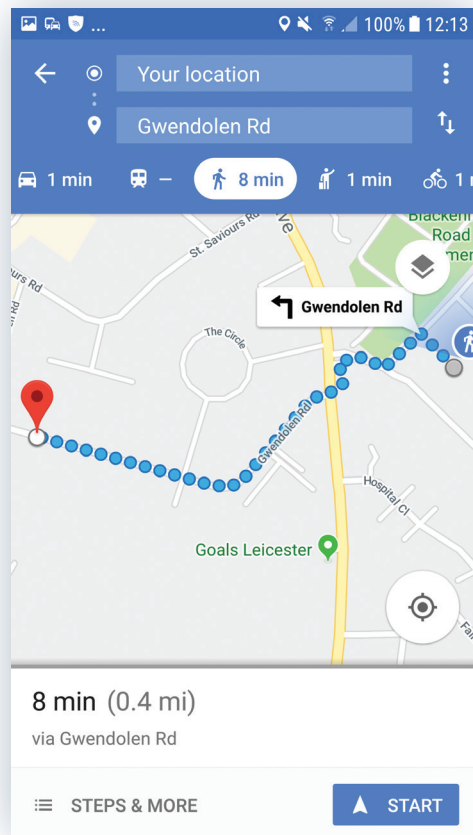 100% 12:13
Your location
Gwendolen Rd
1 min
–
8 min
1 min
1
St. Saviours Rd
Road
Gwendolen Rd
The Circle
Gwendolen Rd
Hospital Cl
Goals Leicester
8 min (0.4 mi)
via Gwendolen Rd
STEPS & MORE
START